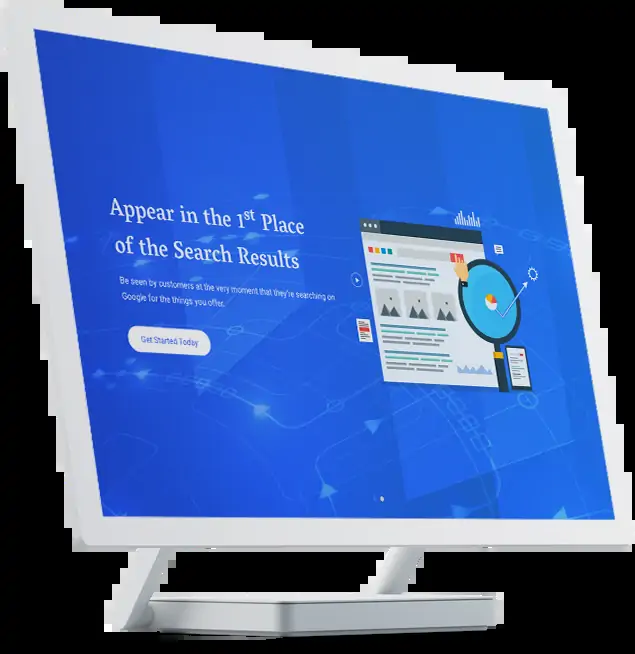 Appear in the 1st Place
of the Search Results
Be seen by customers at the very moment that they're searching on
Google for the things you offer.
Get Started Today